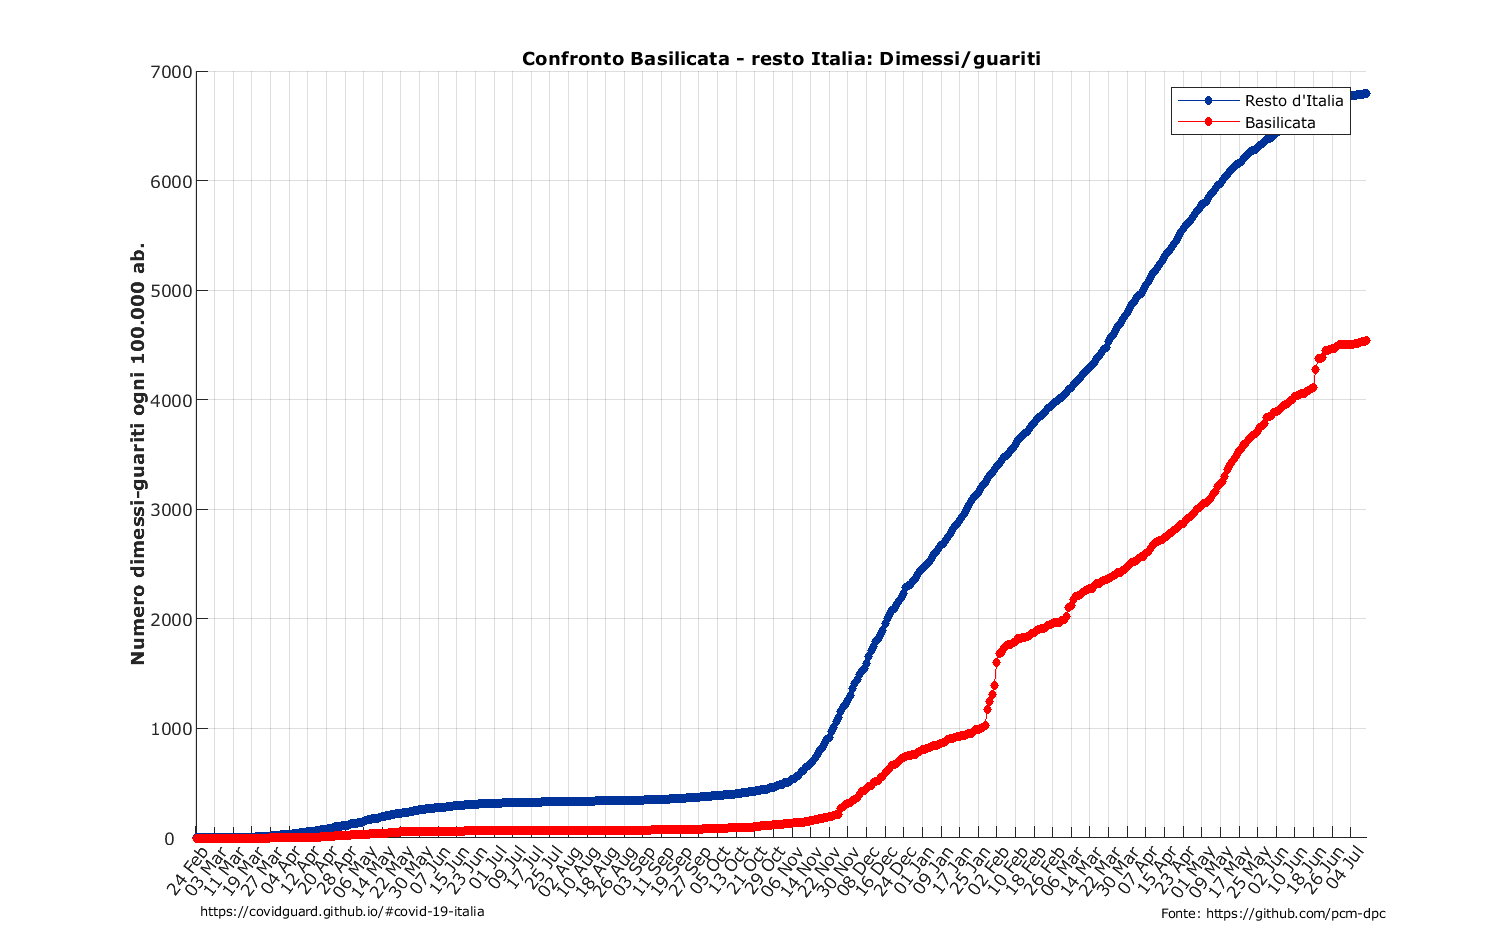 Confronto Basilicata - resto Italia: Dimessi/guariti
Resto d'Italia
Basilicata
Numero dimessi-guariti ogni 100.000 ab.
7000
6000
5000
4000
3000
2000
1000
0
24 Feb
03 Mar
11 Mar
19 Mar
27 Mar
04 Apr
12 Apr
20 Apr
28 Apr
06 May
14 May
22 May
30 May
07 Jun
15 Jun
23 Jun
01 Jul
09 Jul
17 Jul
25 Jul
02 Aug
10 Aug
18 Aug
26 Aug
03 Sep
11 Sep
19 Sep
27 Sep
05 Oct
13 Oct
21 Oct
29 Oct
06 Nov
14 Nov
22 Nov
30 Nov
08 Dec
16 Dec
24 Dec
01 Jan
09 Jan
17 Jan
25 Jan
02 Feb
10 Feb
18 Feb
26 Feb
06 Mar
14 Mar
22 Mar
30 Mar
07 Apr
15 Apr
23 Apr
01 May
09 May
17 May
25 May
02 Jun
10 Jun
18 Jun
26 Jun
04 Jul
https://covidguard.github.io/#covid-19-italia
Fonte: https://github.com/pcm-dpc